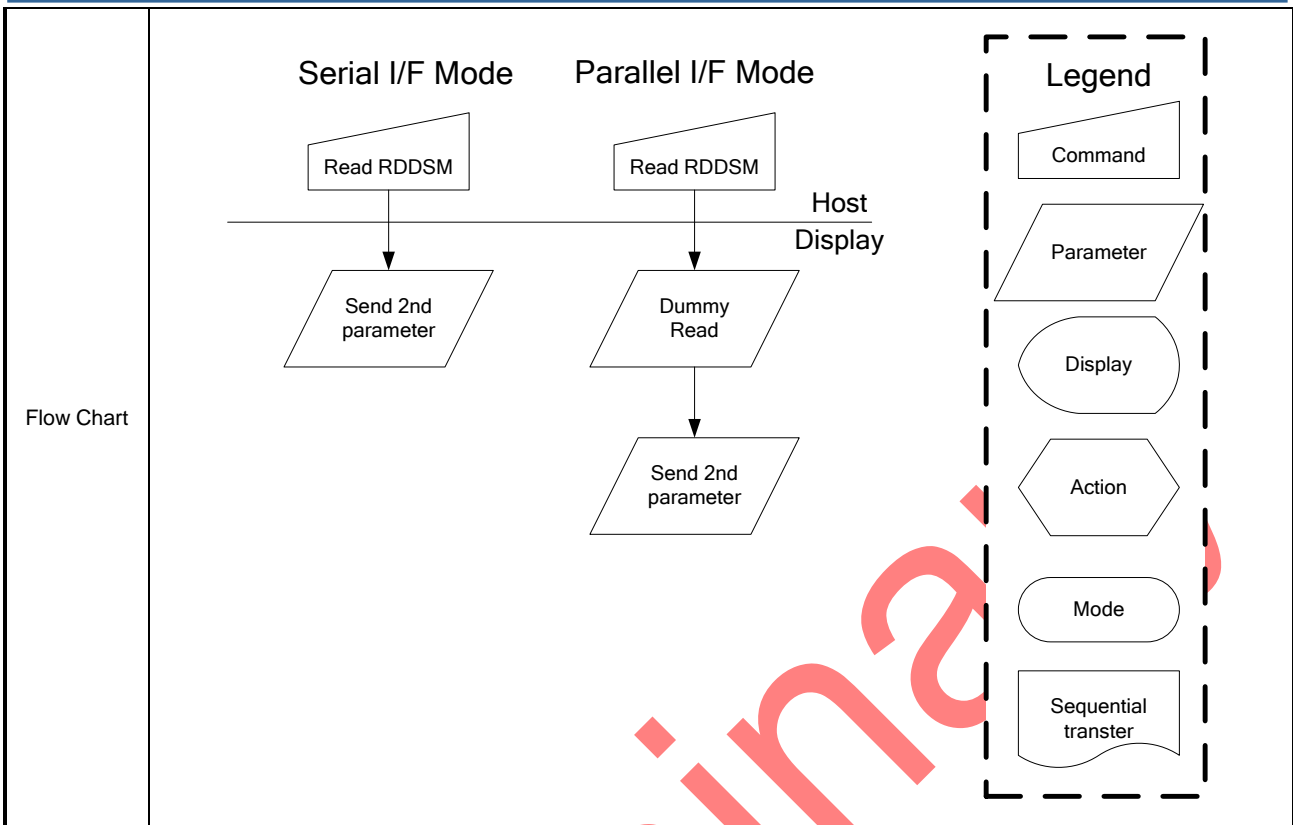 Flow Chart
Serial I/F Mode
Read RDDSM
Send 2nd
parameter
Parallel I/F Mode
Read RDDSM
Host
Display
Dummy
Read
Send 2nd
parameter
Legend
Command
Parameter
Display
Action
Mode
Sequential
transter